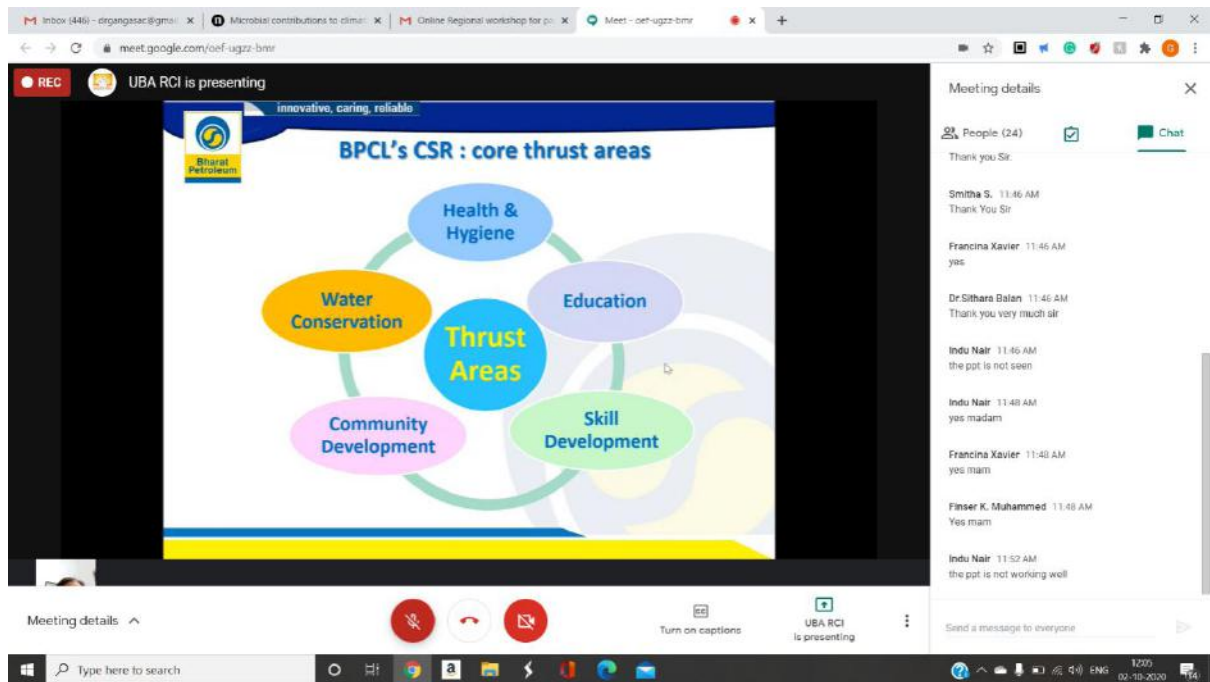 Inbox (446) - drgangasac@gmai
Microbial contributions to climat
Online Regional workshop for pa
Meet - oef-ugzz-bmr
meet.google.com/oef-ugzz-bmr
REC
UBA RCI is presenting
innovative, caring, reliable
Bharat
Petroleum
BPCL's CSR : core thrust areas
Health &
Hygiene
Water
Conservation
Education
Thrust
Areas
Community
Development
Skill
Development
Meeting details
People (24)
Chat
Thank you Sir.
Smitha S. 11:46 AM
Thank You Sir
Francina Xavier 11:46 AM
yes
Dr.Sithara Balan 11:46 AM
Thank you very much sir
Indu Nair 11:46 AM
the ppt is not seen
Indu Nair 11:48 AM
yes madam
Francina Xavier 11:48 AM
yes mam
Finser K. Muhammed 11:48 AM
Yes mam
Indu Nair 11:52 AM
the ppt is not working well
Send a message to everyone
Meeting details
Turn on captions
UBA RCI
is presenting
Type here to search
ENG
12:05
02-10-2020